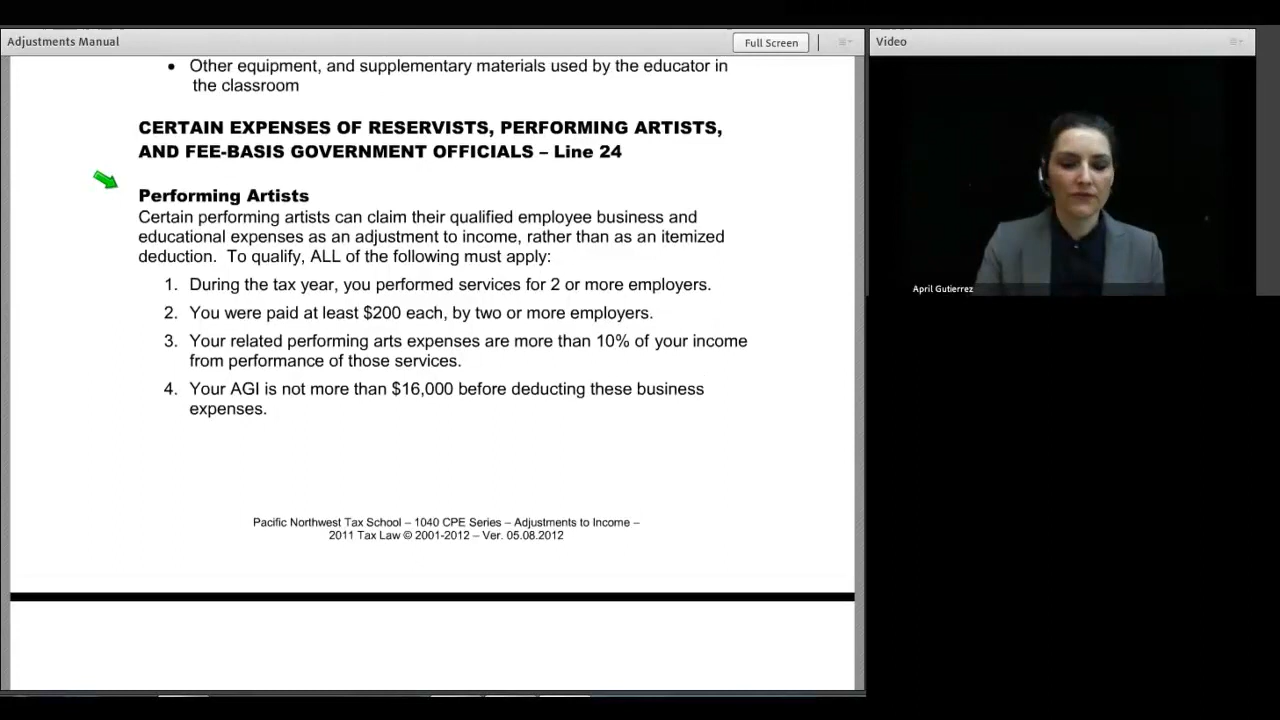 Adjustments Manual
Full Screen
Video
• Other equipment, and supplementary materials used by the educator in
the classroom
CERTAIN EXPENSES OF RESERVISTS, PERFORMING ARTISTS,
AND FEE-BASIS GOVERNMENT OFFICIALS – Line 24
Performing Artists
Certain performing artists can claim their qualified employee business and
educational expenses as an adjustment to income, rather than as an itemized
deduction. To qualify, ALL of the following must apply:
1. During the tax year, you performed services for 2 or more employers.
2. You were paid at least $200 each, by two or more employers.
3. Your related performing arts expenses are more than 10% of your income
from performance of those services.
4. Your AGI is not more than $16,000 before deducting these business
expenses.
Pacific Northwest Tax School – 1040 CPE Series – Adjustments to Income –
2011 Tax Law © 2001-2012 – Ver. 05.08.2012
April Gutierrez